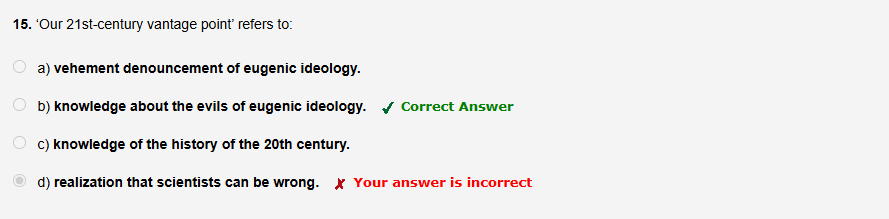 15. 'Our 21st-century vantage point' refers to:
a) vehement denouncement of eugenic ideology.
b) knowledge about the evils of eugenic ideology. ✓ Correct Answer
c) knowledge of the history of the 20th century.
d) realization that scientists can be wrong. ✗ Your answer is incorrect